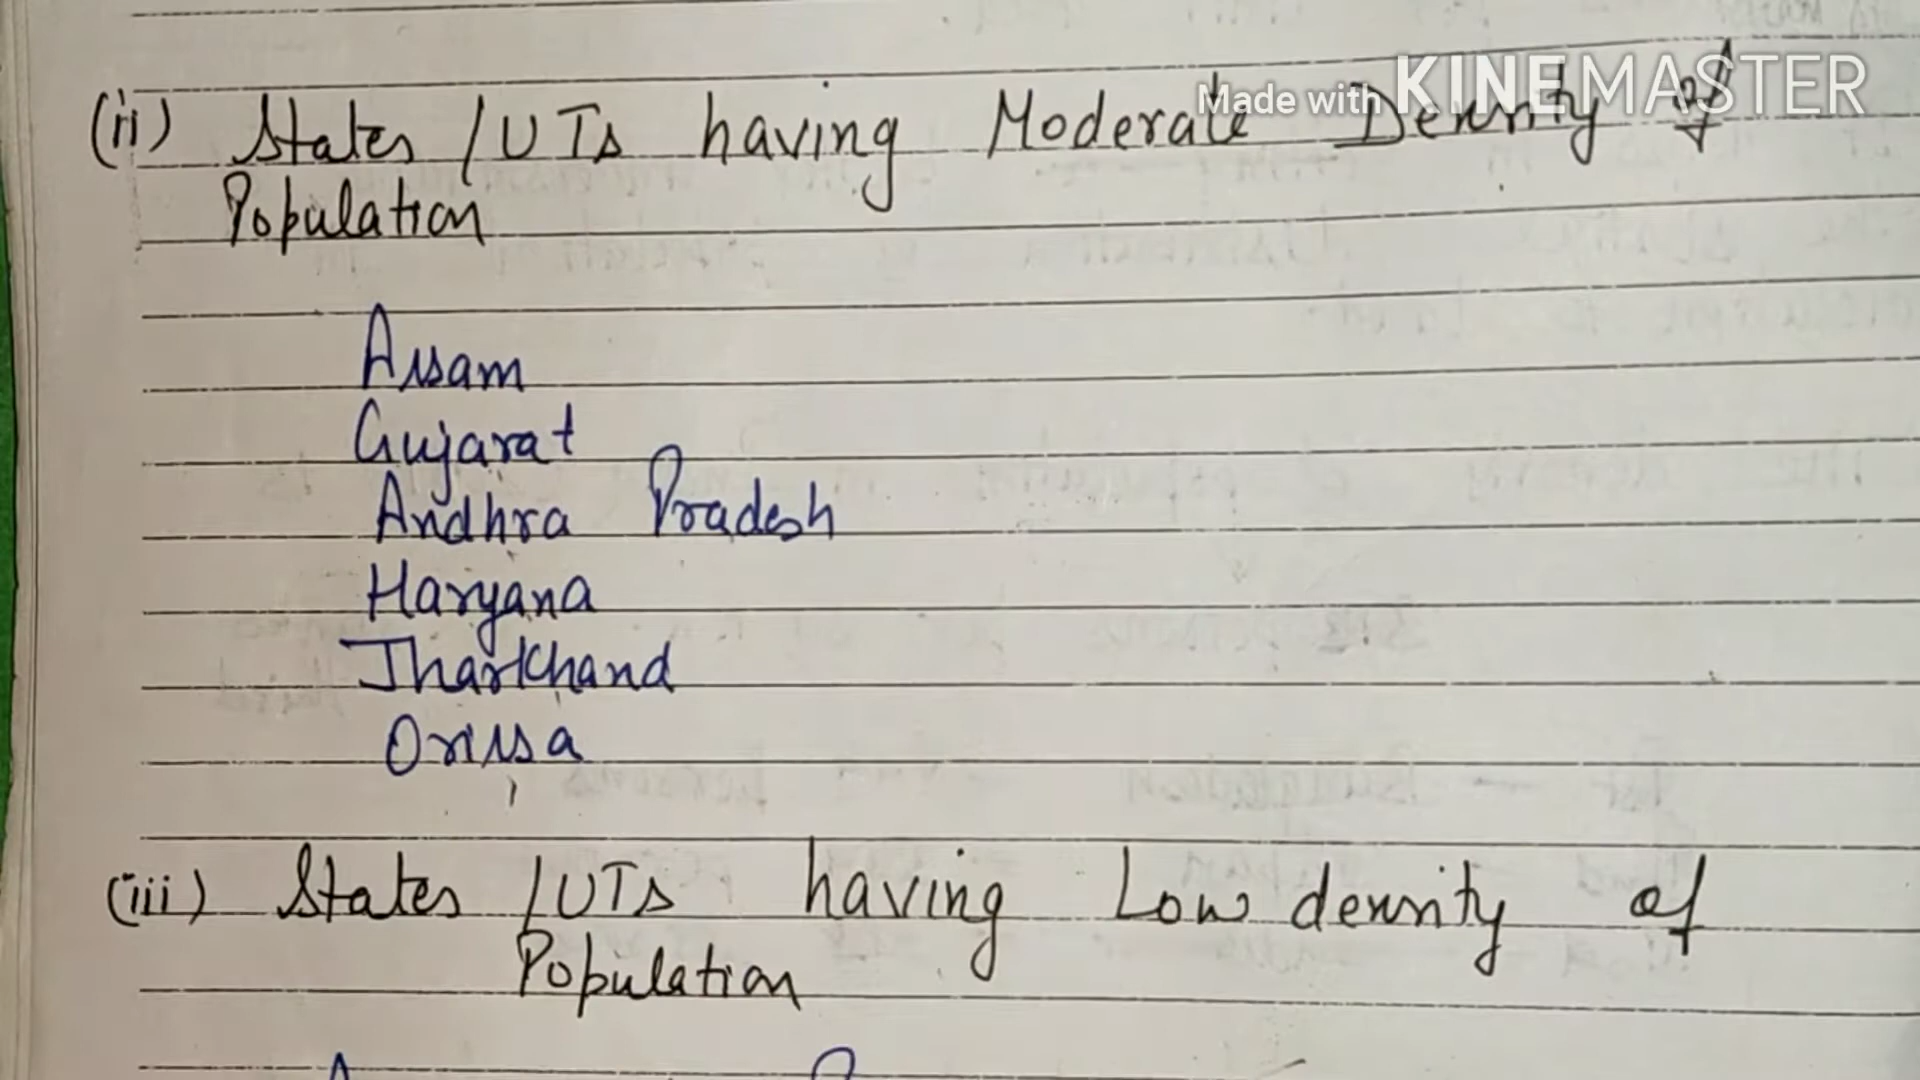 Made with KINEMASTER
(ii) States / UTs having Moderate Density of
Population
Assam
Gujarat
Andhra Pradesh
Haryana
Jharkhand
Orissa
(iii) States / UTs having Low density of
Population